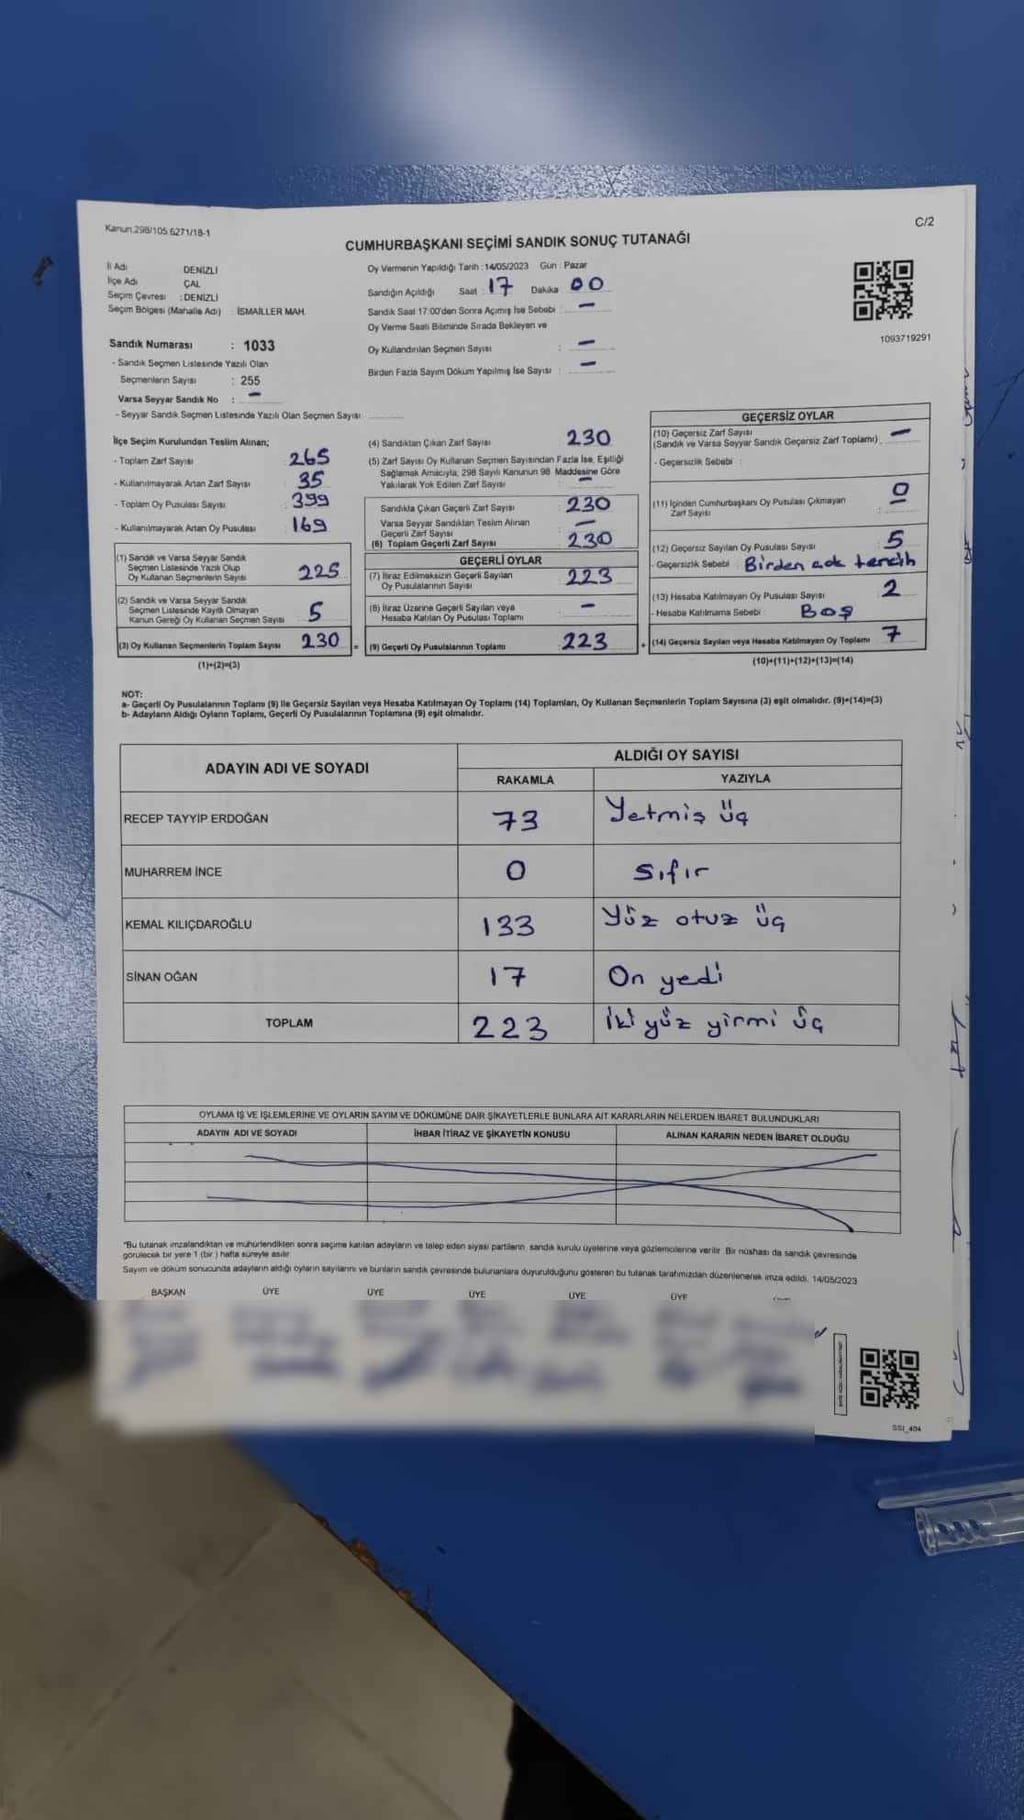 Kanun.298/105.6271/18-1
C/2
CUMHURBAŞKANI SEÇİMİ SANDIK SONUÇ TUTANAĞI
İl Adı DENİZLİ
İlçe Adı ÇAL
Seçim Çevresi : DENİZLİ
Seçim Bölgesi (Mahalle Adı) : İSMAİLLER MAH.
Sandık Numarası : 1033
- Sandık Seçmen Listesinde Yazılı Olan
Seçmenlerin Sayısı : 255
Varsa Seyyar Sandık No : -
- Seyyar Sandık Seçmen Listesinde Yazılı Olan Seçmen Sayısı
Oy Vermenin Yapıldığı Tarih : 14/05/2023 Gün : Pazar
Sandığın Açıldığı Saat : 17 Dakika 00
Sandık Saat 17:00'den Sonra Açımış İse Sebebi : -
Oy Verme Saati Bitiminde Sırada Bekleyen ve
Oy Kullandırılan Seçmen Sayısı : -
Birden Fazla Sayım Döküm Yapılmış İse Sayısı : -
1093719291
İlçe Seçim Kurulundan Teslim Alınan;
- Toplam Zarf Sayısı 265
- Kullanılmayarak Artan Zarf Sayısı 35
- Toplam Oy Pusulası Sayısı 399
- Kullanılmayarak Artan Oy Pusulası 169
(1) Sandık ve Varsa Seyyar Sandık
Seçmen Listesinde Yazılı Olup
Oy Kullanan Seçmenlerin Sayısı 225
(2) Sandık ve Varsa Seyyar Sandık
Seçmen Listesinde Kayıtlı Olmayan
Kanun Gereği Oy Kullanan Seçmen Sayısı 5
(3) Oy Kullanan Seçmenlerin Toplam Sayısı 230
(1)+(2)=(3)
(4) Sandıktan Çıkan Zarf Sayısı 230
(5) Zarf Sayısı Oy Kullanan Seçmen Sayısından Fazla İse, Eşitliği
Sağlamak Amacıyla, 298 Sayılı Kanunun 98. Maddesine Göre
Yakılarak Yok Edilen Zarf Sayısı : -
Sandıkta Çıkan Geçerli Zarf Sayısı 230
Varsa Seyyar Sandıktan Teslim Alınan
Geçerli Zarf Sayısı -
(6) Toplam Geçerli Zarf Sayısı 230
GEÇERLİ OYLAR
(7) İtiraz Edilmeksizin Geçerli Sayılan
Oy Pusulalarının Sayısı 223
(8) İtiraz Üzerine Geçerli Sayılan veya
Hesaba Katılan Oy Pusulası Toplamı -
= (9) Geçerli Oy Pusulalarının Toplamı 223
GEÇERSİZ OYLAR
(10) Geçersiz Zarf Sayısı
(Sandık ve Varsa Seyyar Sandık Geçersiz Zarf Toplamı) -
- Geçersizlik Sebebi :
(11) İçinden Cumhurbaşkanı Oy Pusulası Çıkmayan
Zarf Sayısı 0
(12) Geçersiz Sayılan Oy Pusulası Sayısı 5
- Geçersizlik Sebebi Birden çok tercih
(13) Hesaba Katılmayan Oy Pusulası Sayısı 2
- Hesaba Katılmama Sebebi : BOŞ
+ (14) Geçersiz Sayılan veya Hesaba Katılmayan Oy Toplamı 7
(10)+(11)+(12)+(13)=(14)
NOT:
a- Geçerli Oy Pusulalarının Toplamı (9) ile Geçersiz Sayılan veya Hesaba Katılmayan Oy Toplamı (14) Toplamları, Oy Kullanan Seçmenlerin Toplam Sayısına (3) eşit olmalıdır. (9)+(14)=(3)
b- Adayların Aldığı Oyların Toplamı, Geçerli Oy Pusulalarının Toplamına (9) eşit olmalıdır.
ADAYIN ADI VE SOYADI
ALDIĞI OY SAYISI
RAKAMLA YAZIYLA
RECEP TAYYİP ERDOĞAN 73 Yetmiş üç
MUHARREM İNCE 0 Sıfır
KEMAL KILIÇDAROĞLU 133 Yüz otuz üç
SİNAN OĞAN 17 On yedi
TOPLAM 223 İki yüz yirmi üç
OYLAMA İŞ VE İŞLEMLERİNE VE OYLARIN SAYIM VE DÖKÜMÜNE DAİR ŞİKAYETLERLE BUNLARA AİT KARARLARIN NELERDEN İBARET BULUNDUKLARI
ADAYIN ADI VE SOYADI İHBAR İTİRAZ VE ŞİKAYETİN KONUSU ALINAN KARARIN NEDEN İBARET OLDUĞU
*Bu tutanak imzalandıktan ve mühürlendikten sonra seçime katılan adayların ve talep eden siyasi partilerin sandık kurulu üyelerine veya gözlemcilerine verilir. Bir nüshası da sandık çevresinde
görülecek bir yere 1 (bir ) hafta süreyle asılır.
Sayım ve döküm sonucunda adayların aldığı oyların sayılarını ve bunların sandık çevresinde bulunanlara duyurulduğunu gösteren bu tutanak tarafımızdan düzenlenerek imza edildi. 14/05/2023
BAŞKAN ÜYE ÜYE ÜYE ÜYE ÜYE